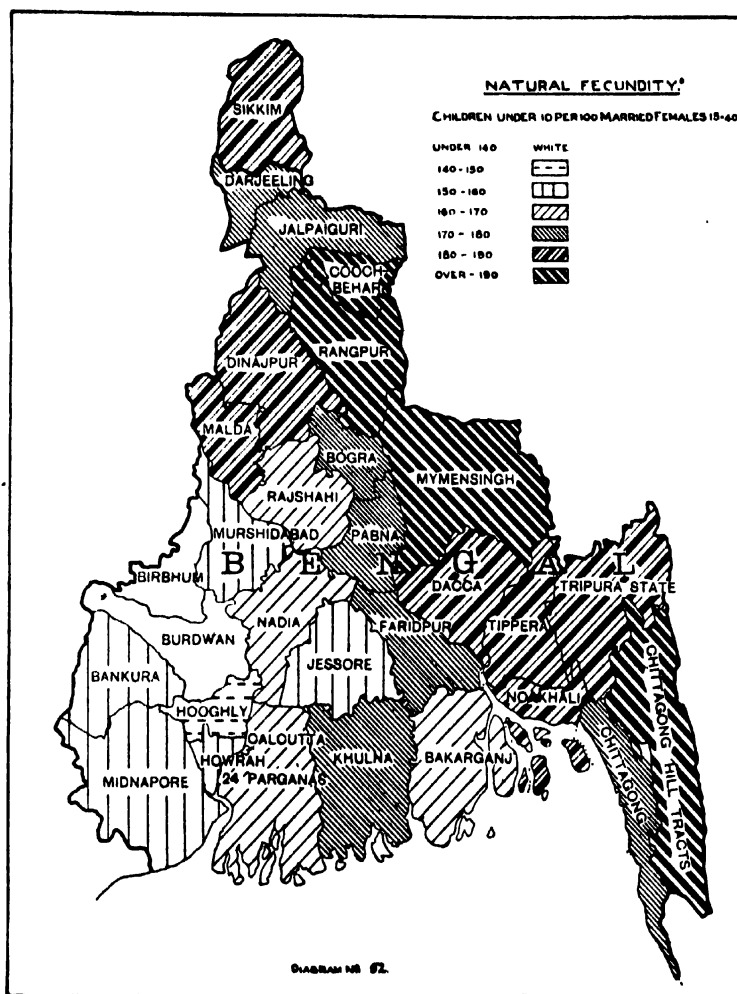 NATURAL FECUNDITY.
CHILDREN UNDER 10 PER 100 MARRIED FEMALES 15-40
UNDER 140 WHITE
140-150
150-160
160-170
170-180
180-190
OVER-190
SIKKIM
DARJEELING
JALPAIGURI
COOCH
BEHAR
RANGPUR
DINAJPUR
MALDA
BOGRA
MYMENSINGH
RAJSHAHI
MURSHIDABAD
PABNA
BENGAL
BIRBHUM
DACCA
TRIPURA STATE
BURDWAN
NADIA
FARIDPUR
TIPPERA
BANKURA
JESSORE
NOAKHALI
HOOGHLY
CALCUTTA
HOWRAH
24 PARGANAS
MIDNAPORE
KHULNA
BAKARGANJ
CHITTAGONG
CHITTAGONG HILL TRACTS
DIAGRAM NO 52.